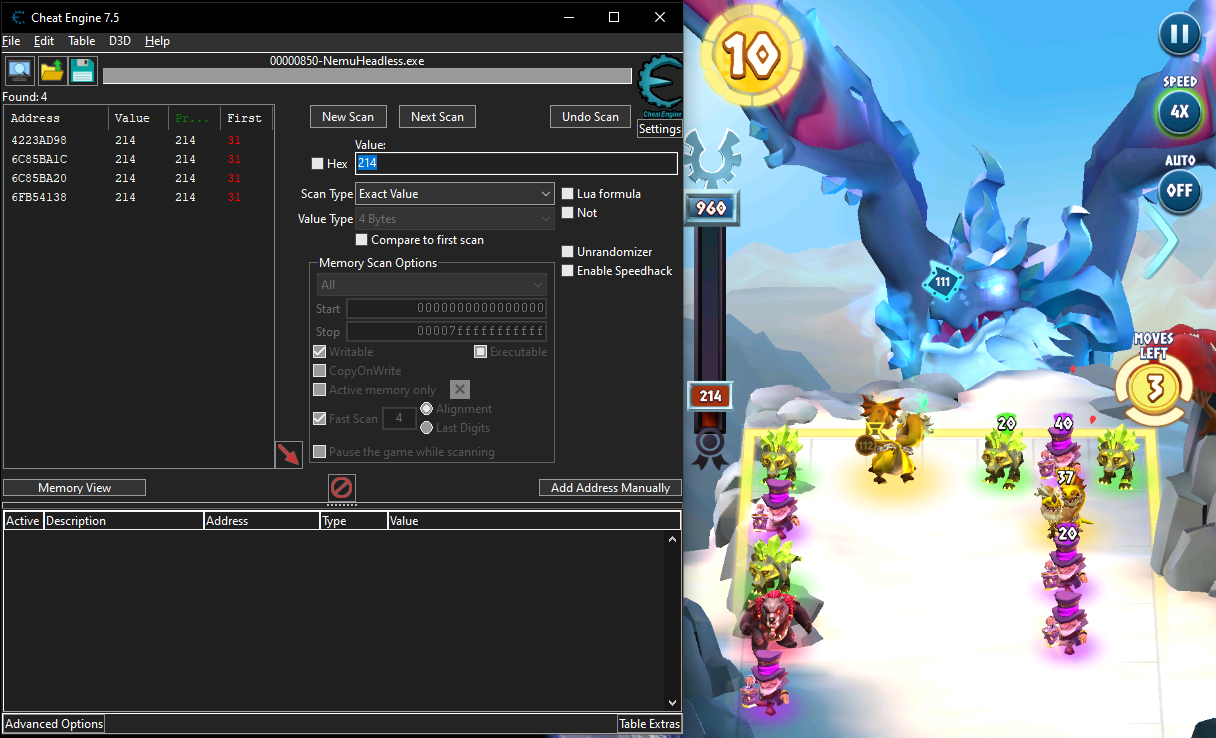 Cheat Engine 7.5
File Edit Table D3D Help
00000850-NemuHeadless.exe
Found: 4
Address Value Pr... First
4223AD98 214 214 31
6C85BA1C 214 214 31
6C85BA20 214 214 31
6FB54138 214 214 31
New Scan Next Scan Undo Scan
Cheat Engine
Settings
Value:
Hex 214
Scan Type Exact Value
Lua formula
Value Type 4 Bytes
Not
Compare to first scan
Unrandomizer
Enable Speedhack
Memory Scan Options
All
Start 0000000000000000
Stop 00007fffffffffff
Writable Executable
CopyOnWrite
Active memory only
Fast Scan 4 Alignment
Last Digits
Pause the game while scanning
Memory View
Add Address Manually
Active Description Address Type Value
Advanced Options
Table Extras
10
SPEED
4X
AUTO
OFF
960
111
MOVES
LEFT
3
214
112
20
40
37
20